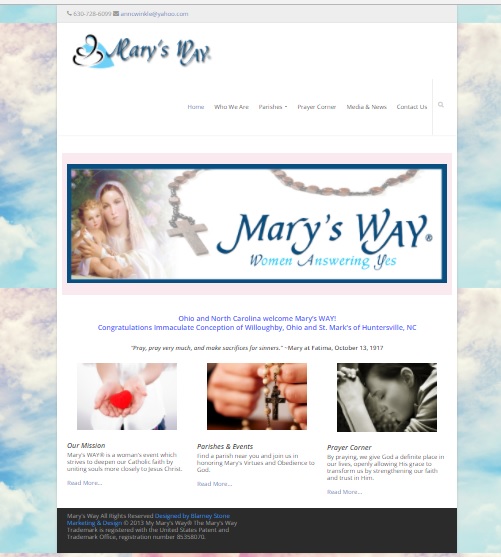 630-728-6099 anncwinkle@yahoo.com
Mary's WAY®
Home Who We Are Parishes Prayer Corner Media & News Contact Us
Mary's WAY®
Women Answering Yes
Ohio and North Carolina welcome Mary's WAY!
Congratulations Immaculate Conception of Willoughby, Ohio and St. Mark's of Huntersville, NC
"Pray, pray very much, and make sacrifices for sinners." ~Mary at Fatima, October 13, 1917
Our Mission
Mary's WAY® is a woman's event which
strives to deepen our Catholic faith by
uniting souls more closely to Jesus Christ.
Read More...
Parishes & Events
Find a parish near you and join us in
honoring Mary's Virtues and Obedience to
God.
Read More...
Prayer Corner
By praying, we give God a definite place in
our lives, openly allowing His grace to
transform us by strengthening our faith
and trust in Him.
Read More...
Mary's Way All Rights Reserved Designed by Blarney Stone
Marketing & Design © 2013 My Mary's Way® The Mary's Way
Trademark is registered with the United States Patent and
Trademark Office, registration number 85358070.